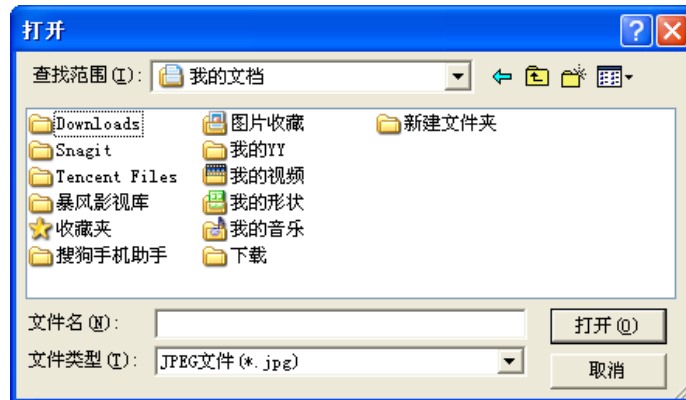 打开
查找范围(I): 我的文档
Downloads 图片收藏 新建文件夹
Snagit 我的YY
Tencent Files 我的视频
暴风影视库 我的形状
收藏夹 我的音乐
搜狗手机助手 下载
文件名(N): 打开(O)
文件类型(T): JPEG文件(*.jpg) 取消